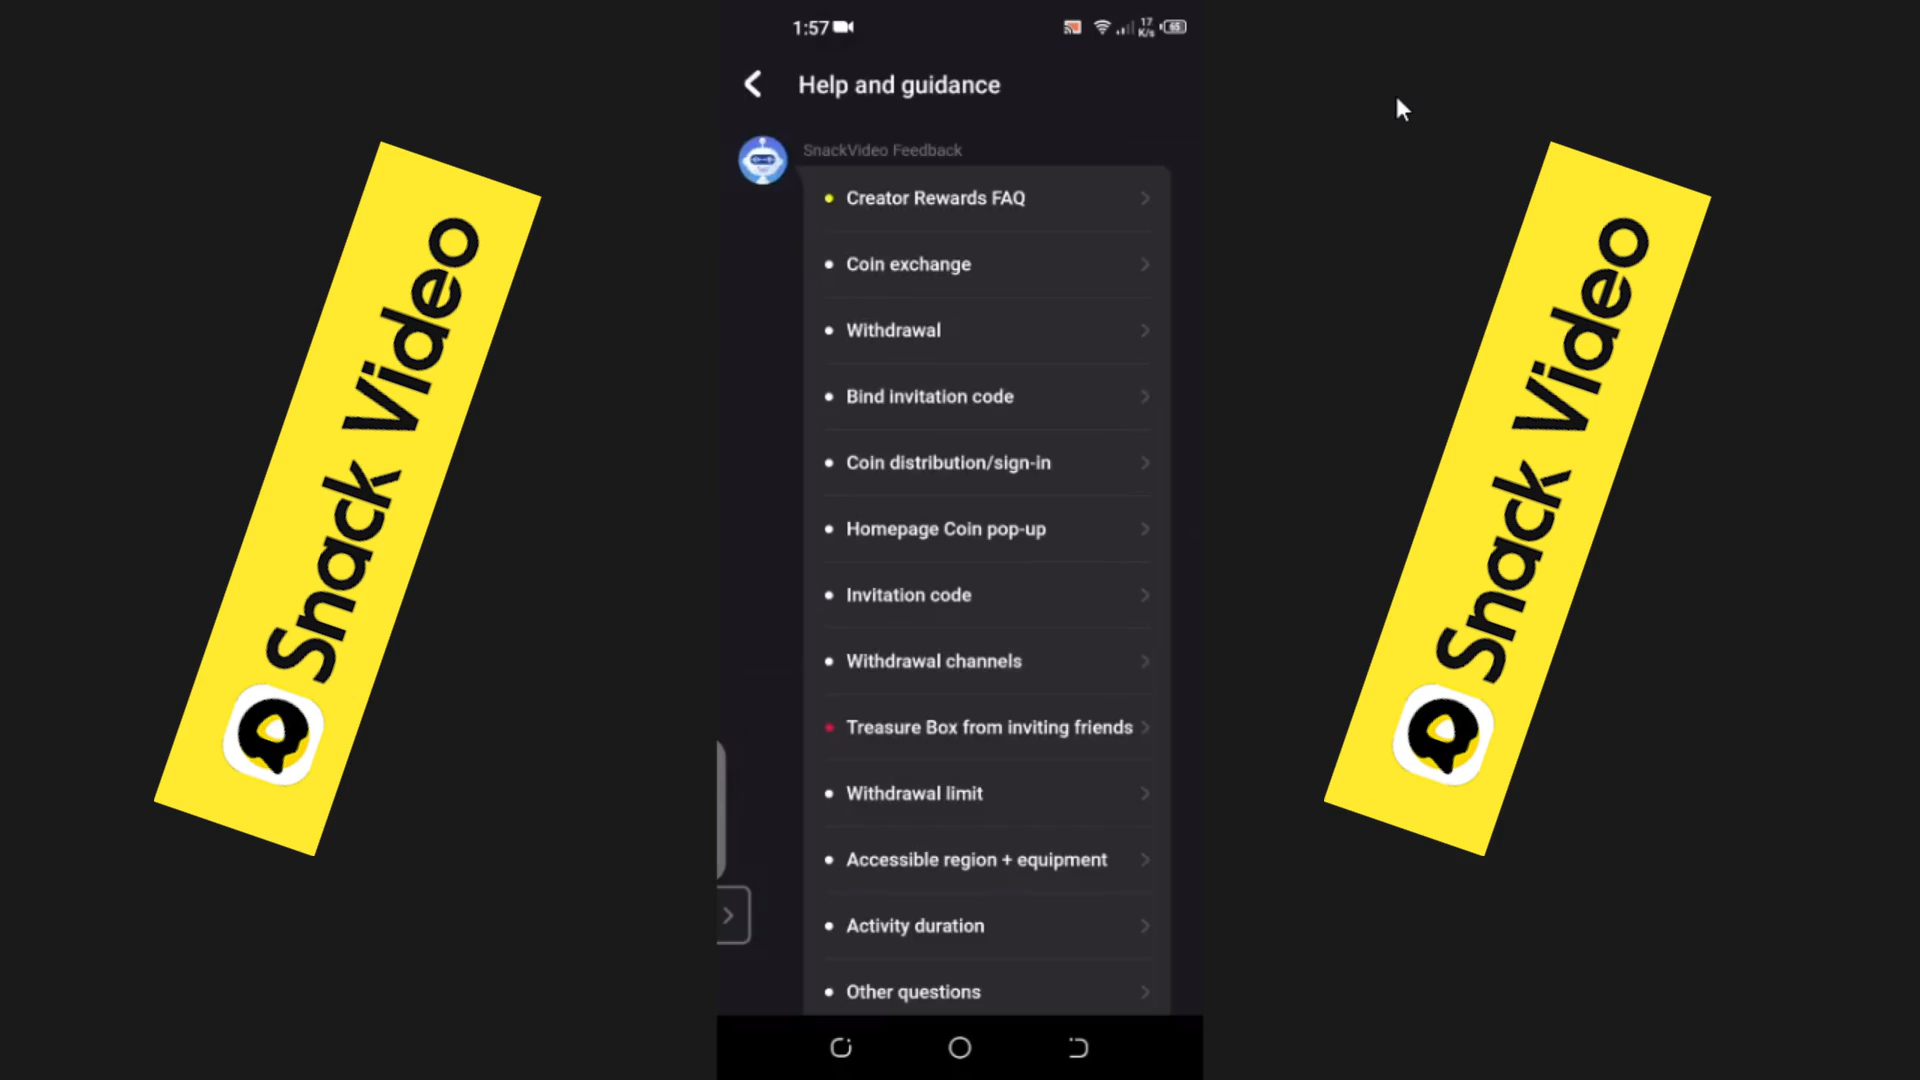 1:57
17
K/s
65
Help and guidance
SnackVideo Feedback
Creator Rewards FAQ
Coin exchange
Withdrawal
Bind invitation code
Coin distribution/sign-in
Homepage Coin pop-up
Invitation code
Withdrawal channels
Treasure Box from inviting friends
Withdrawal limit
Accessible region + equipment
Activity duration
Other questions
Snack Video
Snack Video